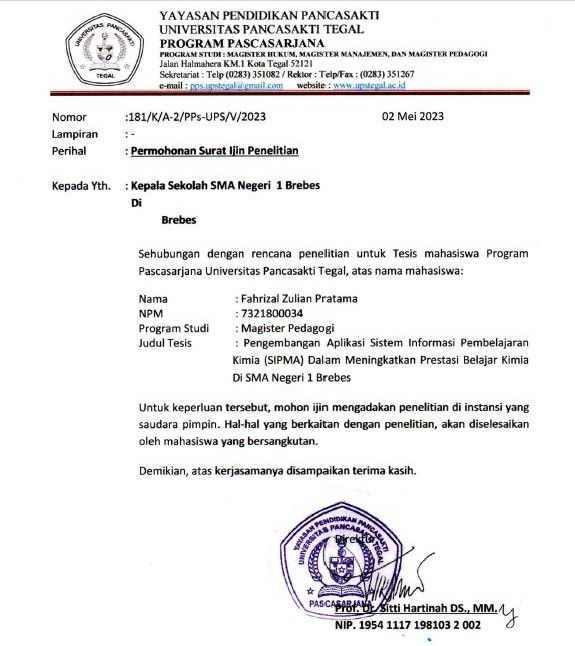 UNIVERSITAS PANCASAKTI
TEGAL
YAYASAN PENDIDIKAN PANCASAKTI
UNIVERSITAS PANCASAKTI TEGAL
PROGRAM PASCASARJANA
PROGRAM STUDI : MAGISTER HUKUM, MAGISTER MANAJEMEN, DAN MAGISTER PEDAGOGI
Jalan Halmahera KM.1 Kota Tegal 52121
Sekretariat : Telp (0283) 351082 / Rektor : Telp/Fax : (0283) 351267
e-mail : pps.upstegal@gmail.com website : www.upstegal.ac.id
Nomor :181/K/A-2/PPs-UPS/V/2023 02 Mei 2023
Lampiran : -
Perihal : Permohonan Surat Ijin Penelitian
Kepada Yth. : Kepala Sekolah SMA Negeri 1 Brebes
Di
Brebes
Sehubungan dengan rencana penelitian untuk Tesis mahasiswa Program
Pascasarjana Universitas Pancasakti Tegal, atas nama mahasiswa:
Nama : Fahrizal Zulian Pratama
NPM : 7321800034
Program Studi : Magister Pedagogi
Judul Tesis : Pengembangan Aplikasi Sistem Informasi Pembelajaran
Kimia (SIPMA) Dalam Meningkatkan Prestasi Belajar Kimia
Di SMA Negeri 1 Brebes
Untuk keperluan tersebut, mohon ijin mengadakan penelitian di instansi yang
saudara pimpin. Hal-hal yang berkaitan dengan penelitian, akan diselesaikan
oleh mahasiswa yang bersangkutan.
Demikian, atas kerjasamanya disampaikan terima kasih.
YAYASAN PENDIDIKAN PANCASAKTI
UNIVERSITAS PANCASAKTI TEGAL
Direktur
PASCASARJANA
Prof. Dr. Sitti Hartinah DS., MM.
NIP. 1954 1117 198103 2 002